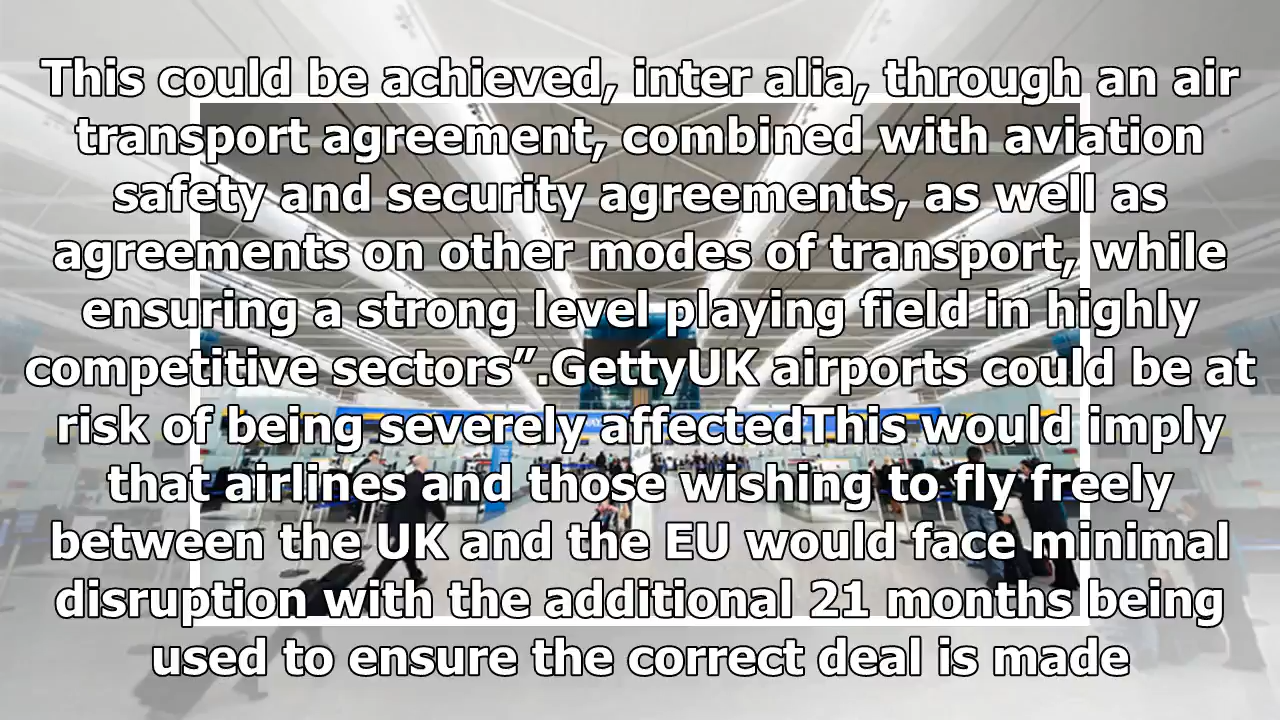 This could be achieved, inter alia, through an air
transport agreement, combined with aviation
safety and security agreements, as well as
agreements on other modes of transport, while
ensuring a strong level playing field in highly
competitive sectors”.GettyUK airports could be at
risk of being severely affectedThis would imply
that airlines and those wishing to fly freely
between the UK and the EU would face minimal
disruption with the additional 21 months being
used to ensure the correct deal is made